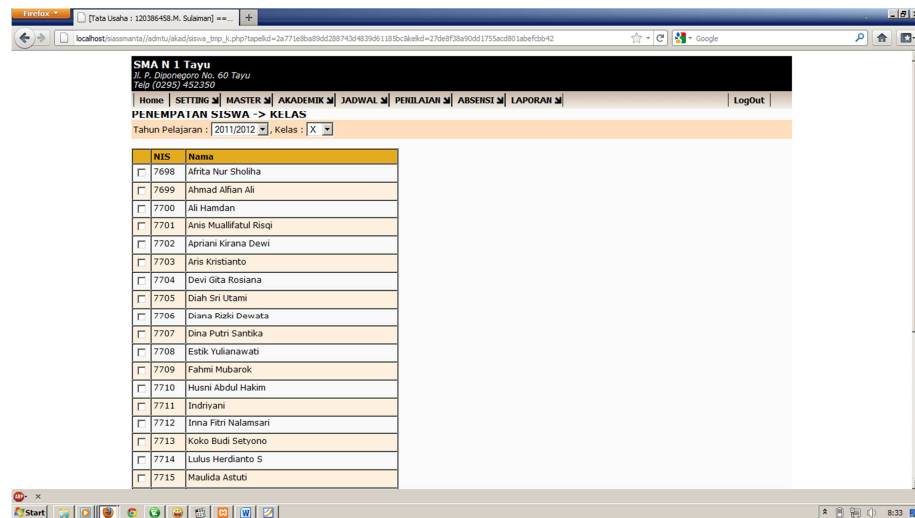 Firefox
[Tata Usaha : 120386458.M. Sulaiman] ==...
localhost/siassmanta//admtu/akad/siswa_tmp_k.php?tapelkd=2a771e8ba89dd288743d4839d61185bc&kelkd=27de8f38a90dd1755acd801abefcbb42
Google
SMA N 1 Tayu
Jl. P. Diponegoro No. 60 Tayu
Telp (0295) 452350
Home | SETTING | MASTER | AKADEMIK | JADWAL | PENILAIAN | ABSENSI | LAPORAN | LogOut |
PENEMPATAN SISWA -> KELAS
Tahun Pelajaran : 2011/2012 , Kelas : X
NIS Nama
7698 Afrita Nur Sholiha
7699 Ahmad Alfian Ali
7700 Ali Hamdan
7701 Anis Muallifatul Risqi
7702 Apriani Kirana Dewi
7703 Aris Kristianto
7704 Devi Gita Rosiana
7705 Diah Sri Utami
7706 Diana Rizki Dewata
7707 Dina Putri Santika
7708 Estik Yulianawati
7709 Fahmi Mubarok
7710 Husni Abdul Hakim
7711 Indriyani
7712 Inna Fitri Nalamsari
7713 Koko Budi Setyono
7714 Lulus Herdianto S
7715 Maulida Astuti
ABP
Start
8:33